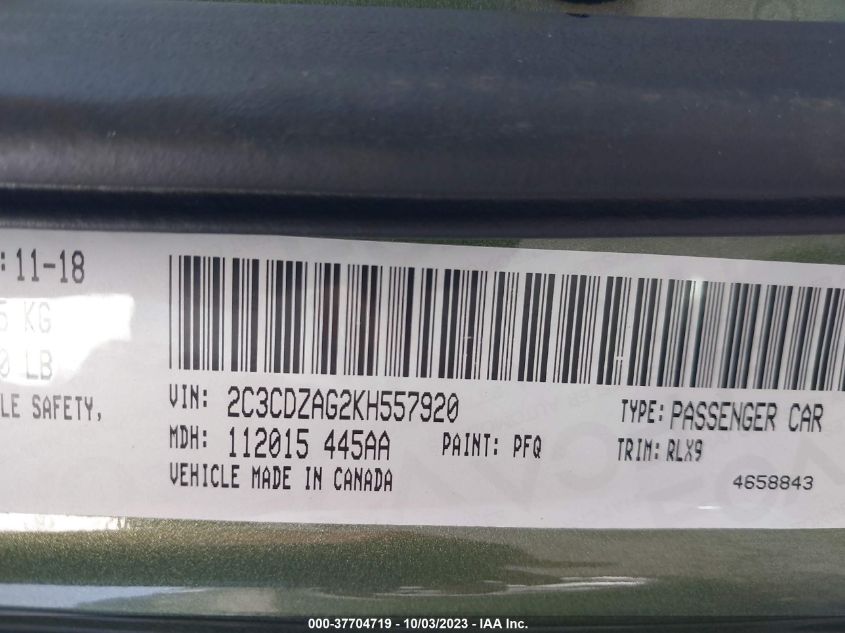 : 11-18
KG
LB
LE SAFETY,
VIN: 2C3CDZAG2KH557920
TYPE: PASSENGER CAR
MDH: 112015 445AA PAINT: PFQ TRIM: RLX9
VEHICLE MADE IN CANADA
4658843
000-37704719 - 10/03/2023 - IAA Inc.